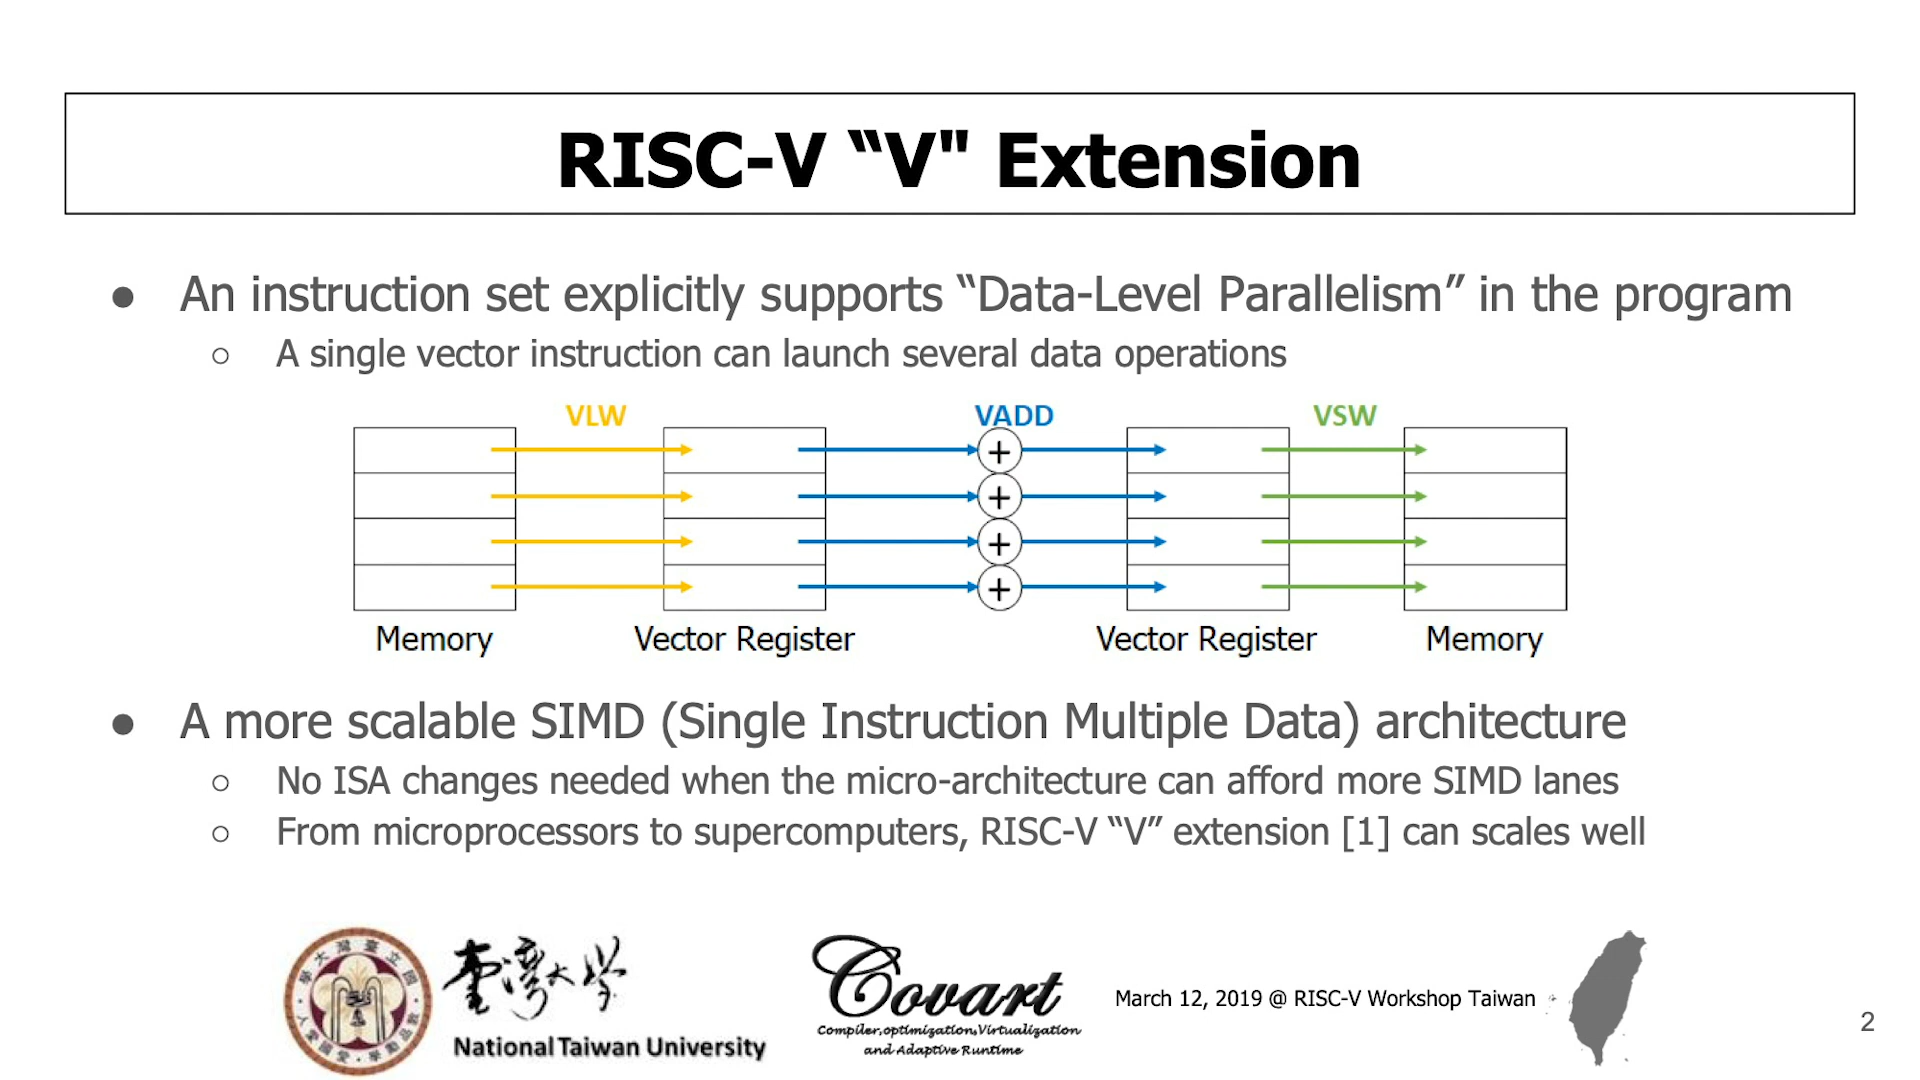 RISC-V “V" Extension
● An instruction set explicitly supports “Data-Level Parallelism” in the program
○ A single vector instruction can launch several data operations
VLW VADD VSW
+
+
+
+
Memory Vector Register Vector Register Memory
● A more scalable SIMD (Single Instruction Multiple Data) architecture
○ No ISA changes needed when the micro-architecture can afford more SIMD lanes
○ From microprocessors to supercomputers, RISC-V “V” extension [1] can scales well
臺灣大學
National Taiwan University
Covart
Compiler,optimization,Virtualization
and Adaptive Runtime
March 12, 2019 @ RISC-V Workshop Taiwan
2